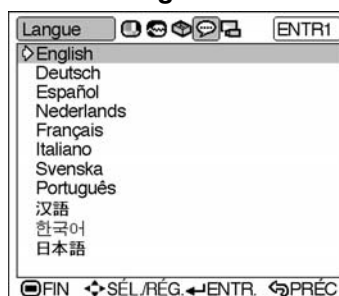 Langue ENTR1
English
Deutsch
Español
Nederlands
Français
Italiano
Svenska
Português
汉語
한국어
日本語
FIN SÉL./RÉG. ENTR. PRÉC